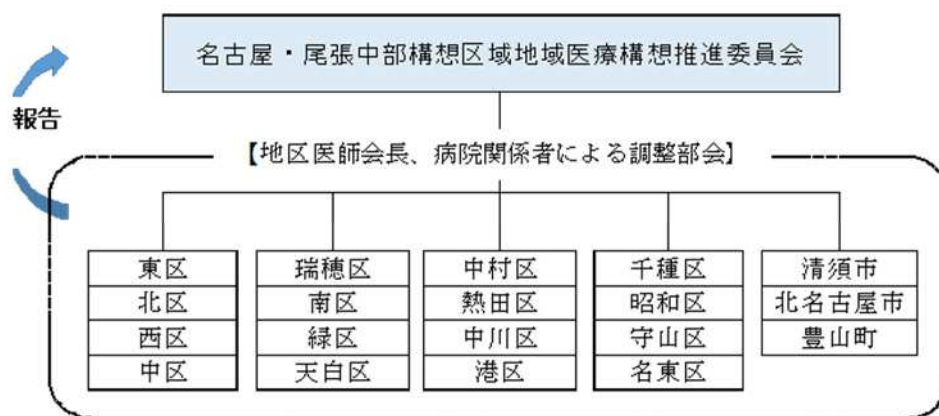 名古屋・尾張中部構想区域地域医療構想推進委員会
報告
【地区医師会長、病院関係者による調整部会】
東区
北区
西区
中区
瑞穂区
南区
緑区
天白区
中村区
熱田区
中川区
港区
千種区
昭和区
守山区
名東区
清須市
北名古屋市
豊山町